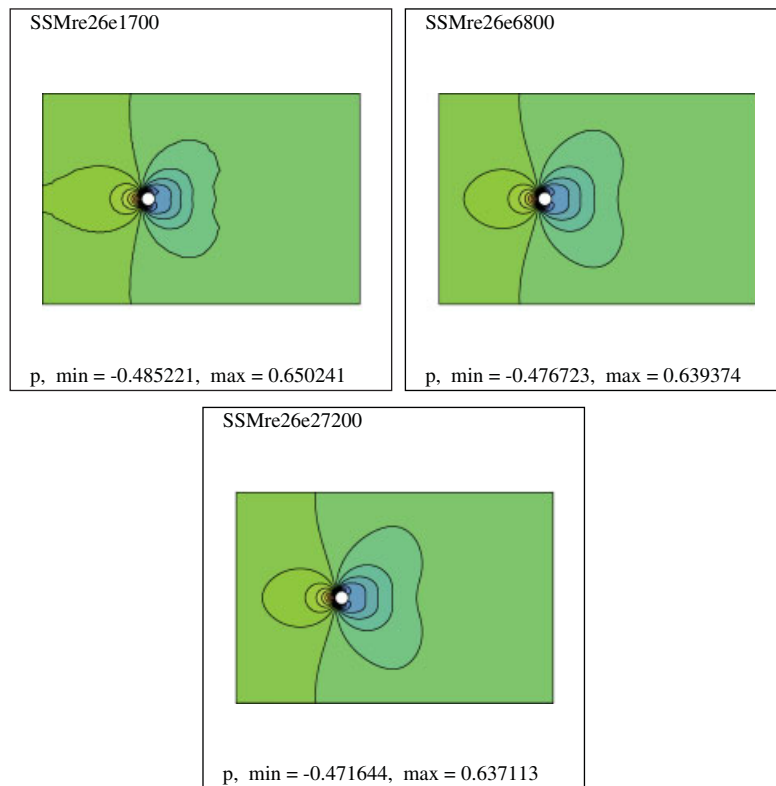 SSMre26e1700
p, min = -0.485221, max = 0.650241
SSMre26e6800
p, min = -0.476723, max = 0.639374
SSMre26e27200
p, min = -0.471644, max = 0.637113